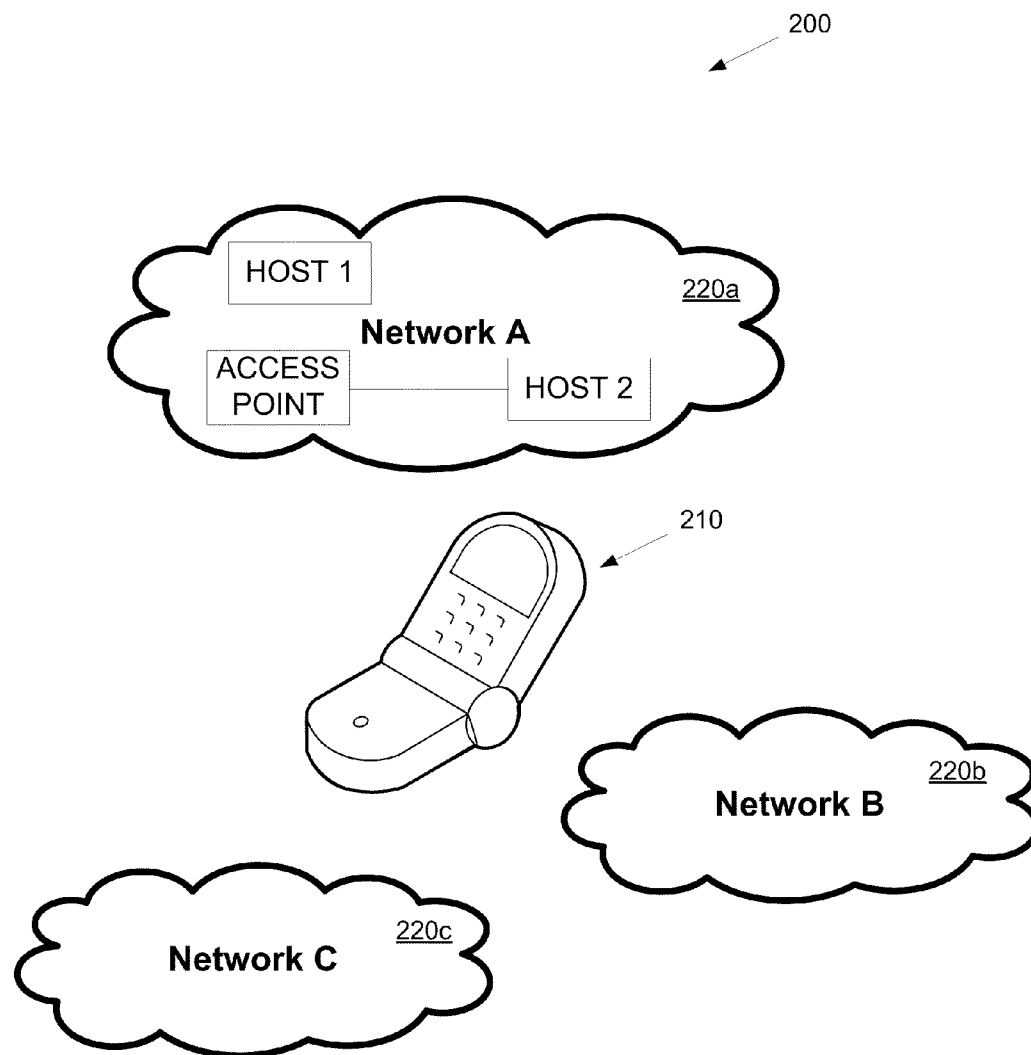 200
HOST 1
220a
Network A
ACCESS
POINT
HOST 2
210
220b
Network B
220c
Network C